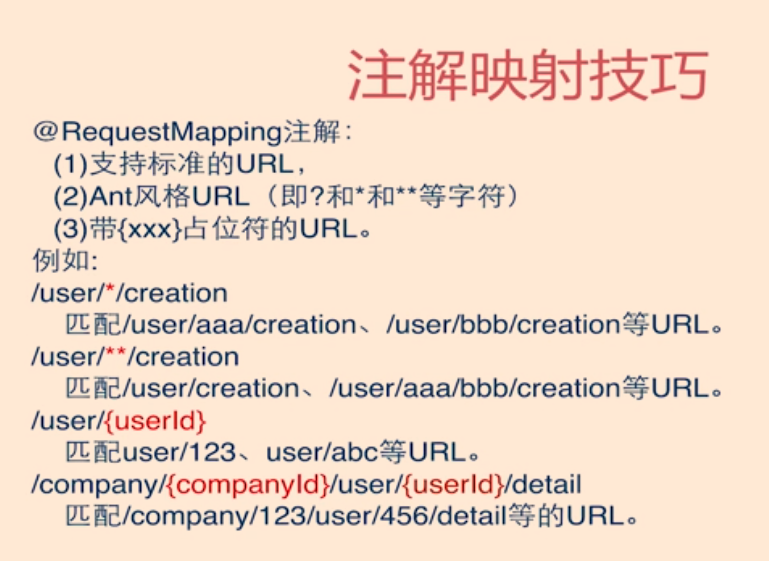 注解映射技巧
@RequestMapping注解：
(1)支持标准的URL，
(2)Ant风格URL（即?和*和**等字符）
(3)带{xxx}占位符的URL。
例如:
/user/*/creation
匹配/user/aaa/creation、/user/bbb/creation等URL。
/user/**/creation
匹配/user/creation、/user/aaa/bbb/creation等URL。
/user/{userId}
匹配user/123、user/abc等URL。
/company/{companyId}/user/{userId}/detail
匹配/company/123/user/456/detail等的URL。